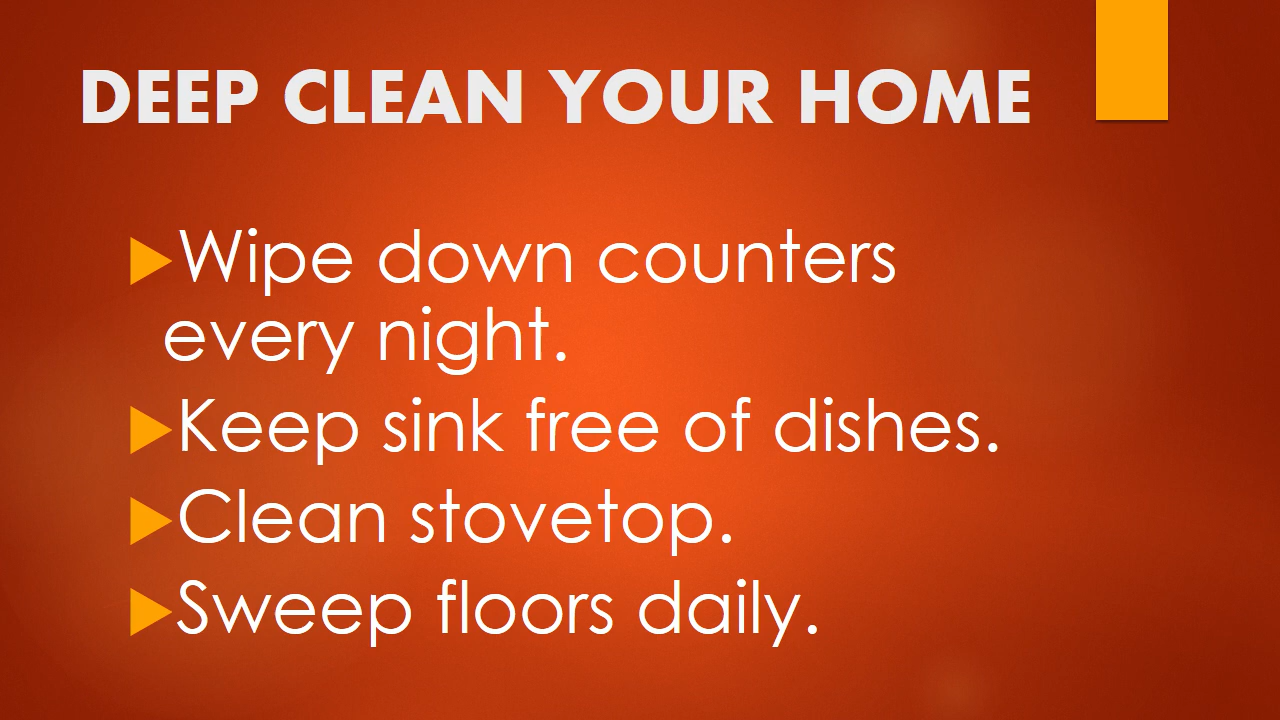 DEEP CLEAN YOUR HOME
Wipe down counters
every night.
Keep sink free of dishes.
Clean stovetop.
Sweep floors daily.